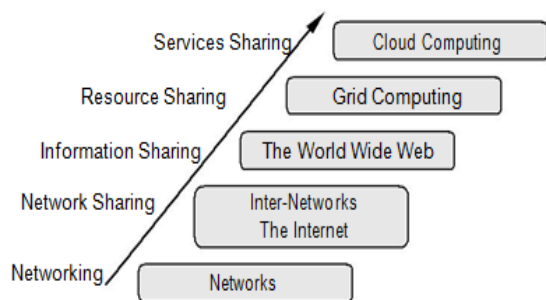 Services Sharing
Cloud Computing
Resource Sharing
Grid Computing
Information Sharing
The World Wide Web
Network Sharing
Inter-Networks
The Internet
Networking
Networks